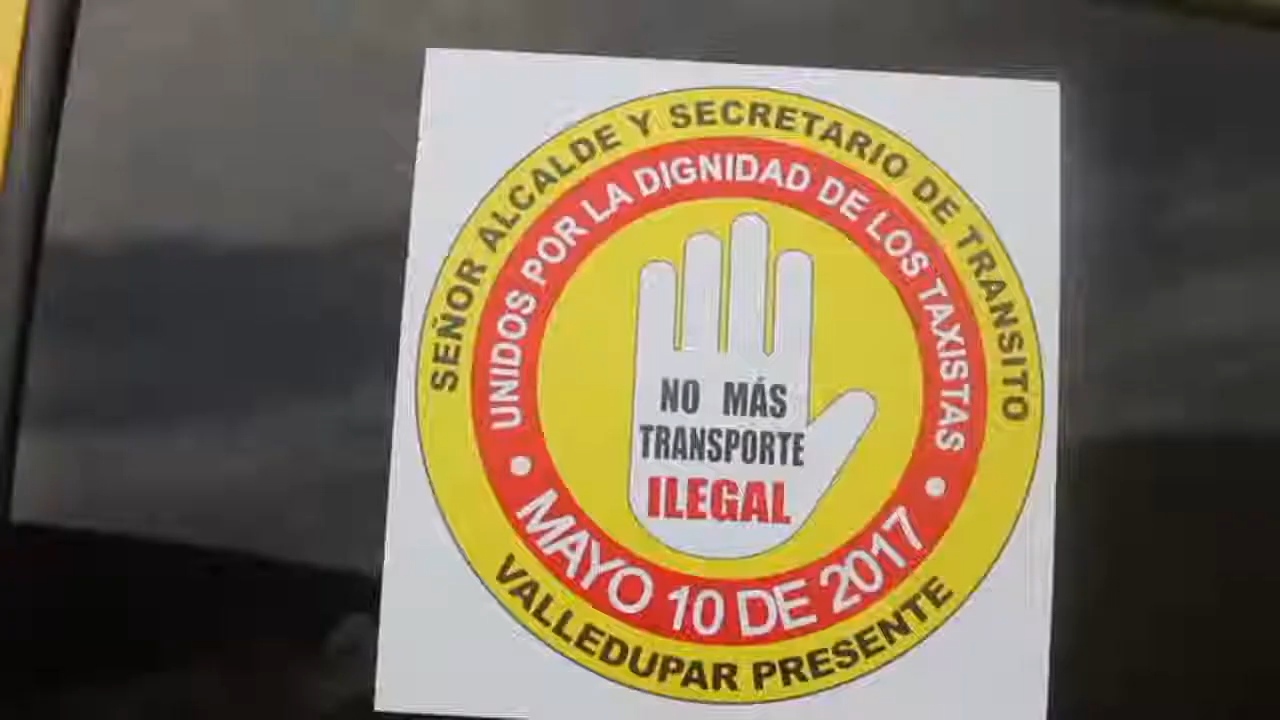 SEÑOR ALCALDE Y SECRETARIO DE TRANSITO
UNIDOS POR LA DIGNIDAD DE LOS TAXISTAS
NO MÁS
TRANSPORTE
ILEGAL
• MAYO 10 DE 2017 •
VALLEDUPAR PRESENTE